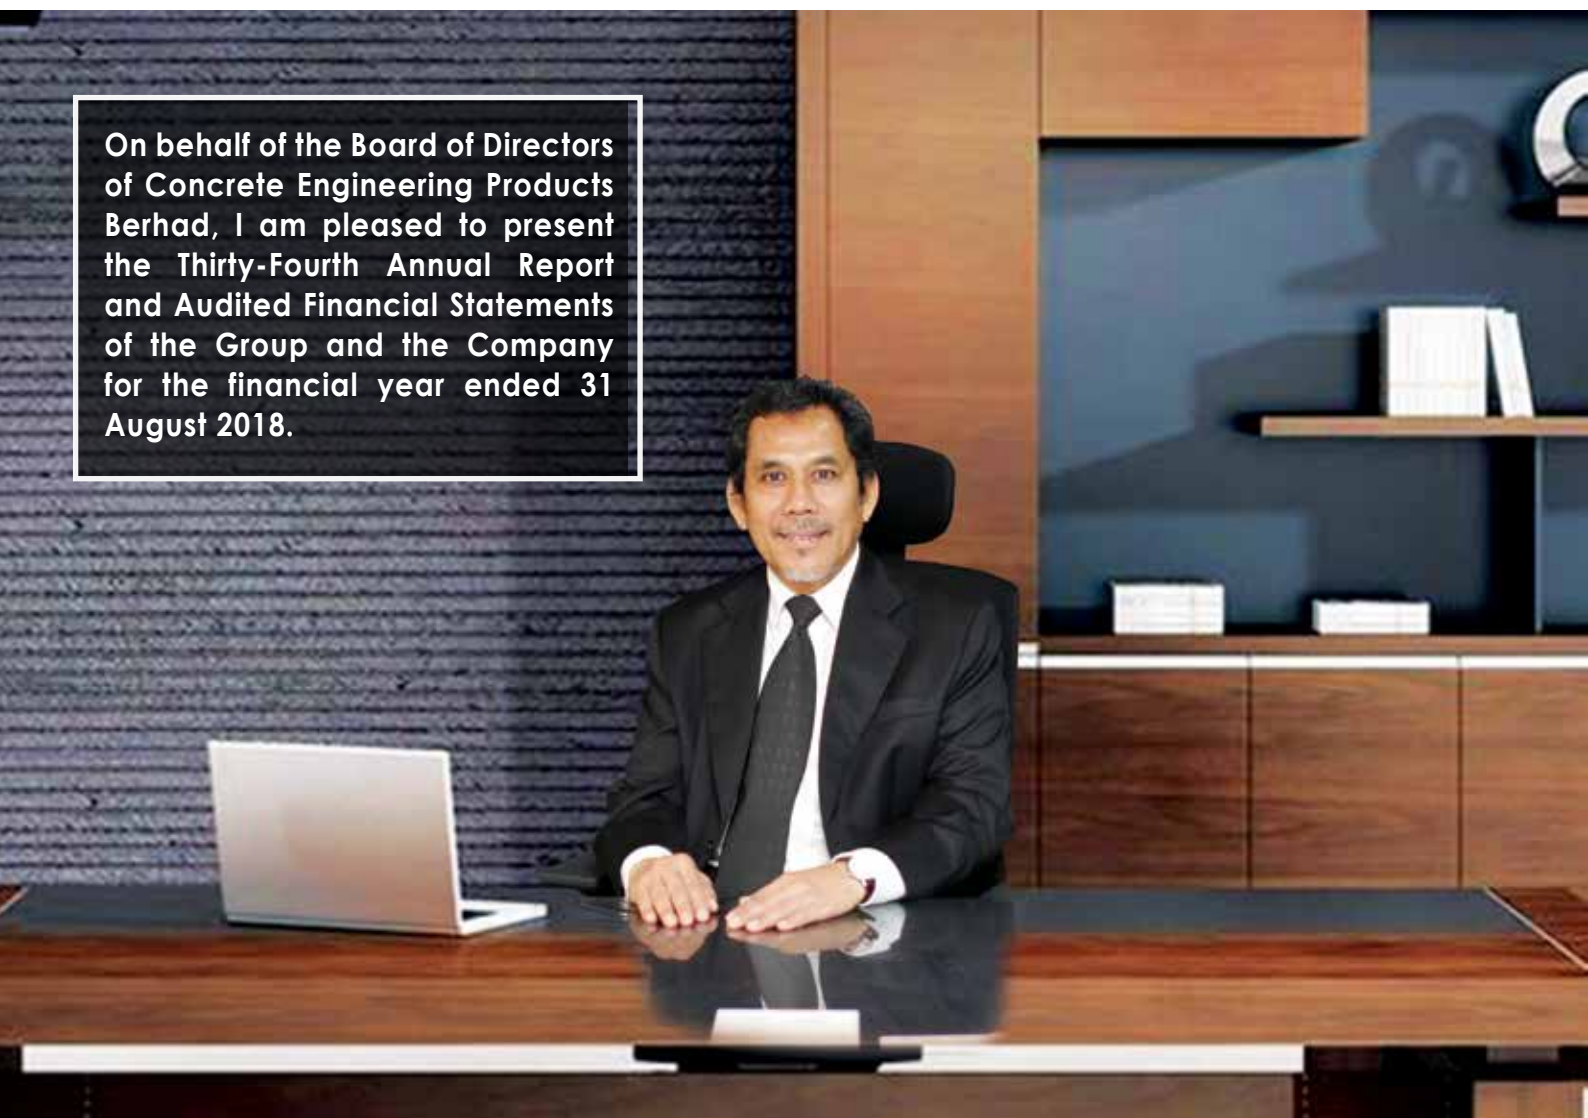 On behalf of the Board of Directors
of Concrete Engineering Products
Berhad, I am pleased to present
the Thirty-Fourth Annual Report
and Audited Financial Statements
of the Group and the Company
for the financial year ended 31
August 2018.